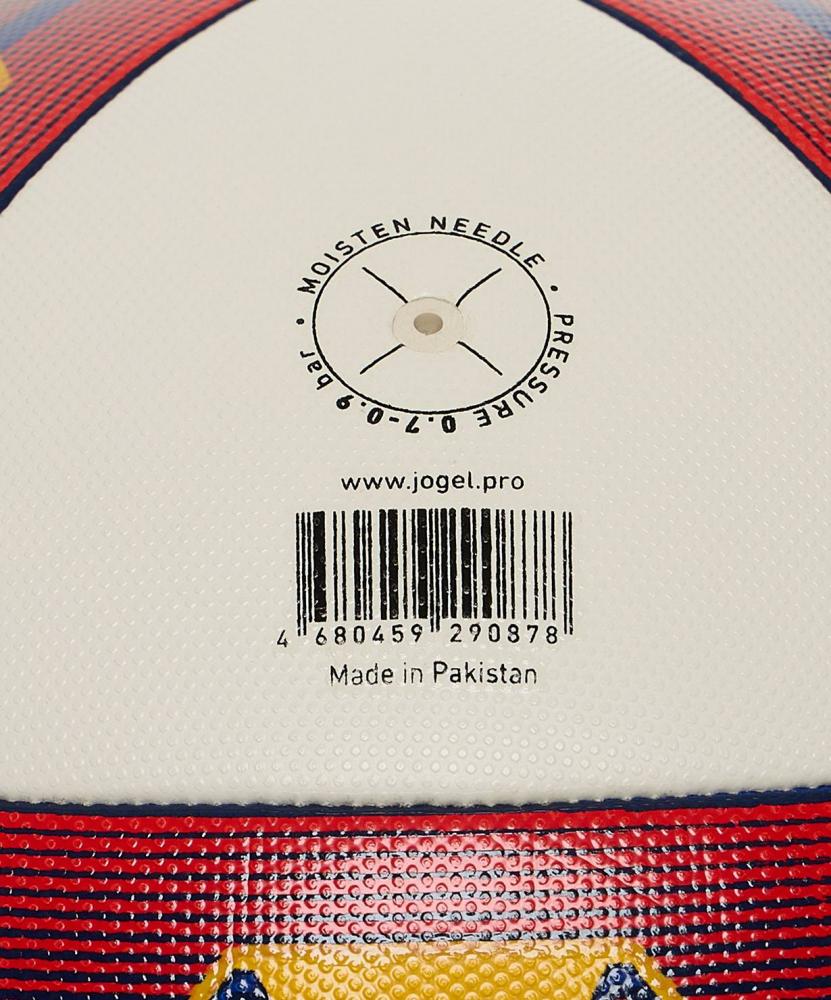 MOISTEN NEEDLE • PRESSURE 0.7-0.9 bar •
www.jogel.pro
4 680459 290878
Made in Pakistan